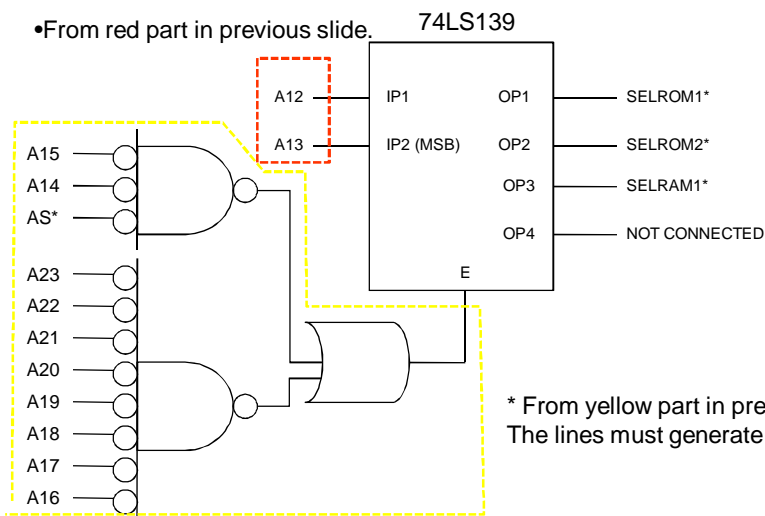 •From red part in previous slide.
74LS139
A12
IP1
OP1
SELROM1*
A13
IP2 (MSB)
OP2
SELROM2*
OP3
SELRAM1*
OP4
NOT CONNECTED
E
A15
A14
AS*
A23
A22
A21
A20
A19
A18
A17
A16
* From yellow part in pre
The lines must generate